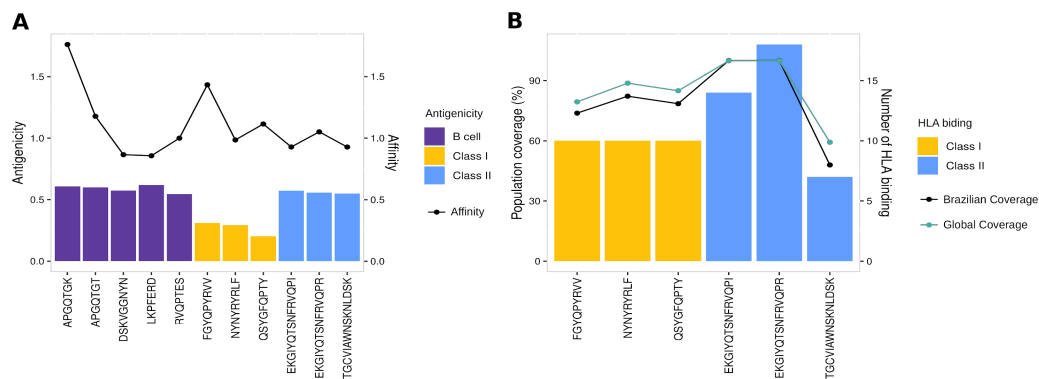 A
Antigenicity
0.0
0.5
1.0
1.5
0.0
0.5
1.0
1.5
Affinity
APGQTGK
APGQTGT
DSKVGGNYN
LKPFERD
RVQPTES
FGYQPYRVV
NYNYRYRLF
QSYGFQPTY
EKGIYQTSNFRVQPI
EKGIYQTSNFRVQPR
TGCVIAWNSKNLDSK
Antigenicity
B cell
Class I
Class II
Affinity
B
Population coverage (%)
0
30
60
90
0
5
10
15
Number of HLA binding
FGYQPYRVV
NYNYRYRLF
QSYGFQPTY
EKGIYQTSNFRVQPI
EKGIYQTSNFRVQPR
TGCVIAWNSKNLDSK
HLA biding
Class I
Class II
Brazilian Coverage
Global Coverage